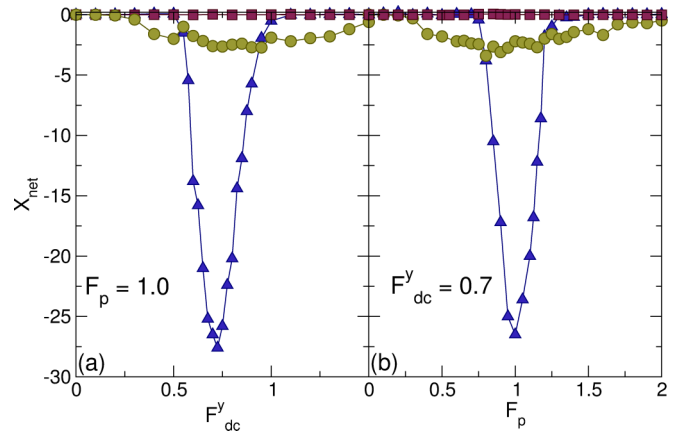 0
-5
-10
-15
-20
-25
-30
X_net
F_p = 1.0
F^y_dc = 0.7
(a)
(b)
0 0.5 1 0 0.5 1 1.5 2
F^y_dc
F_p